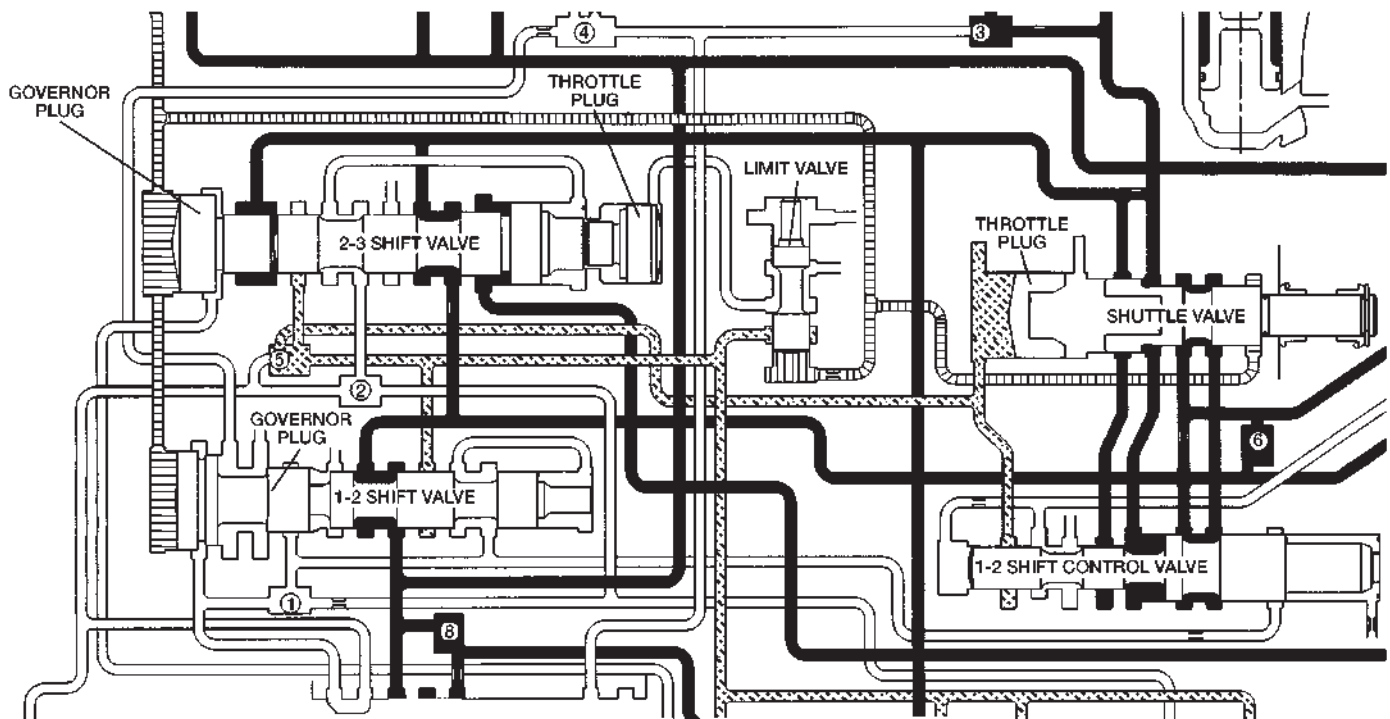 ④
③
GOVERNOR
PLUG
THROTTLE
PLUG
LIMIT VALVE
THROTTLE
PLUG
2-3 SHIFT VALVE
SHUTTLE VALVE
⑤
②
GOVERNOR
PLUG
⑥
1-2 SHIFT VALVE
1-2 SHIFT CONTROL VALVE
①
⑧